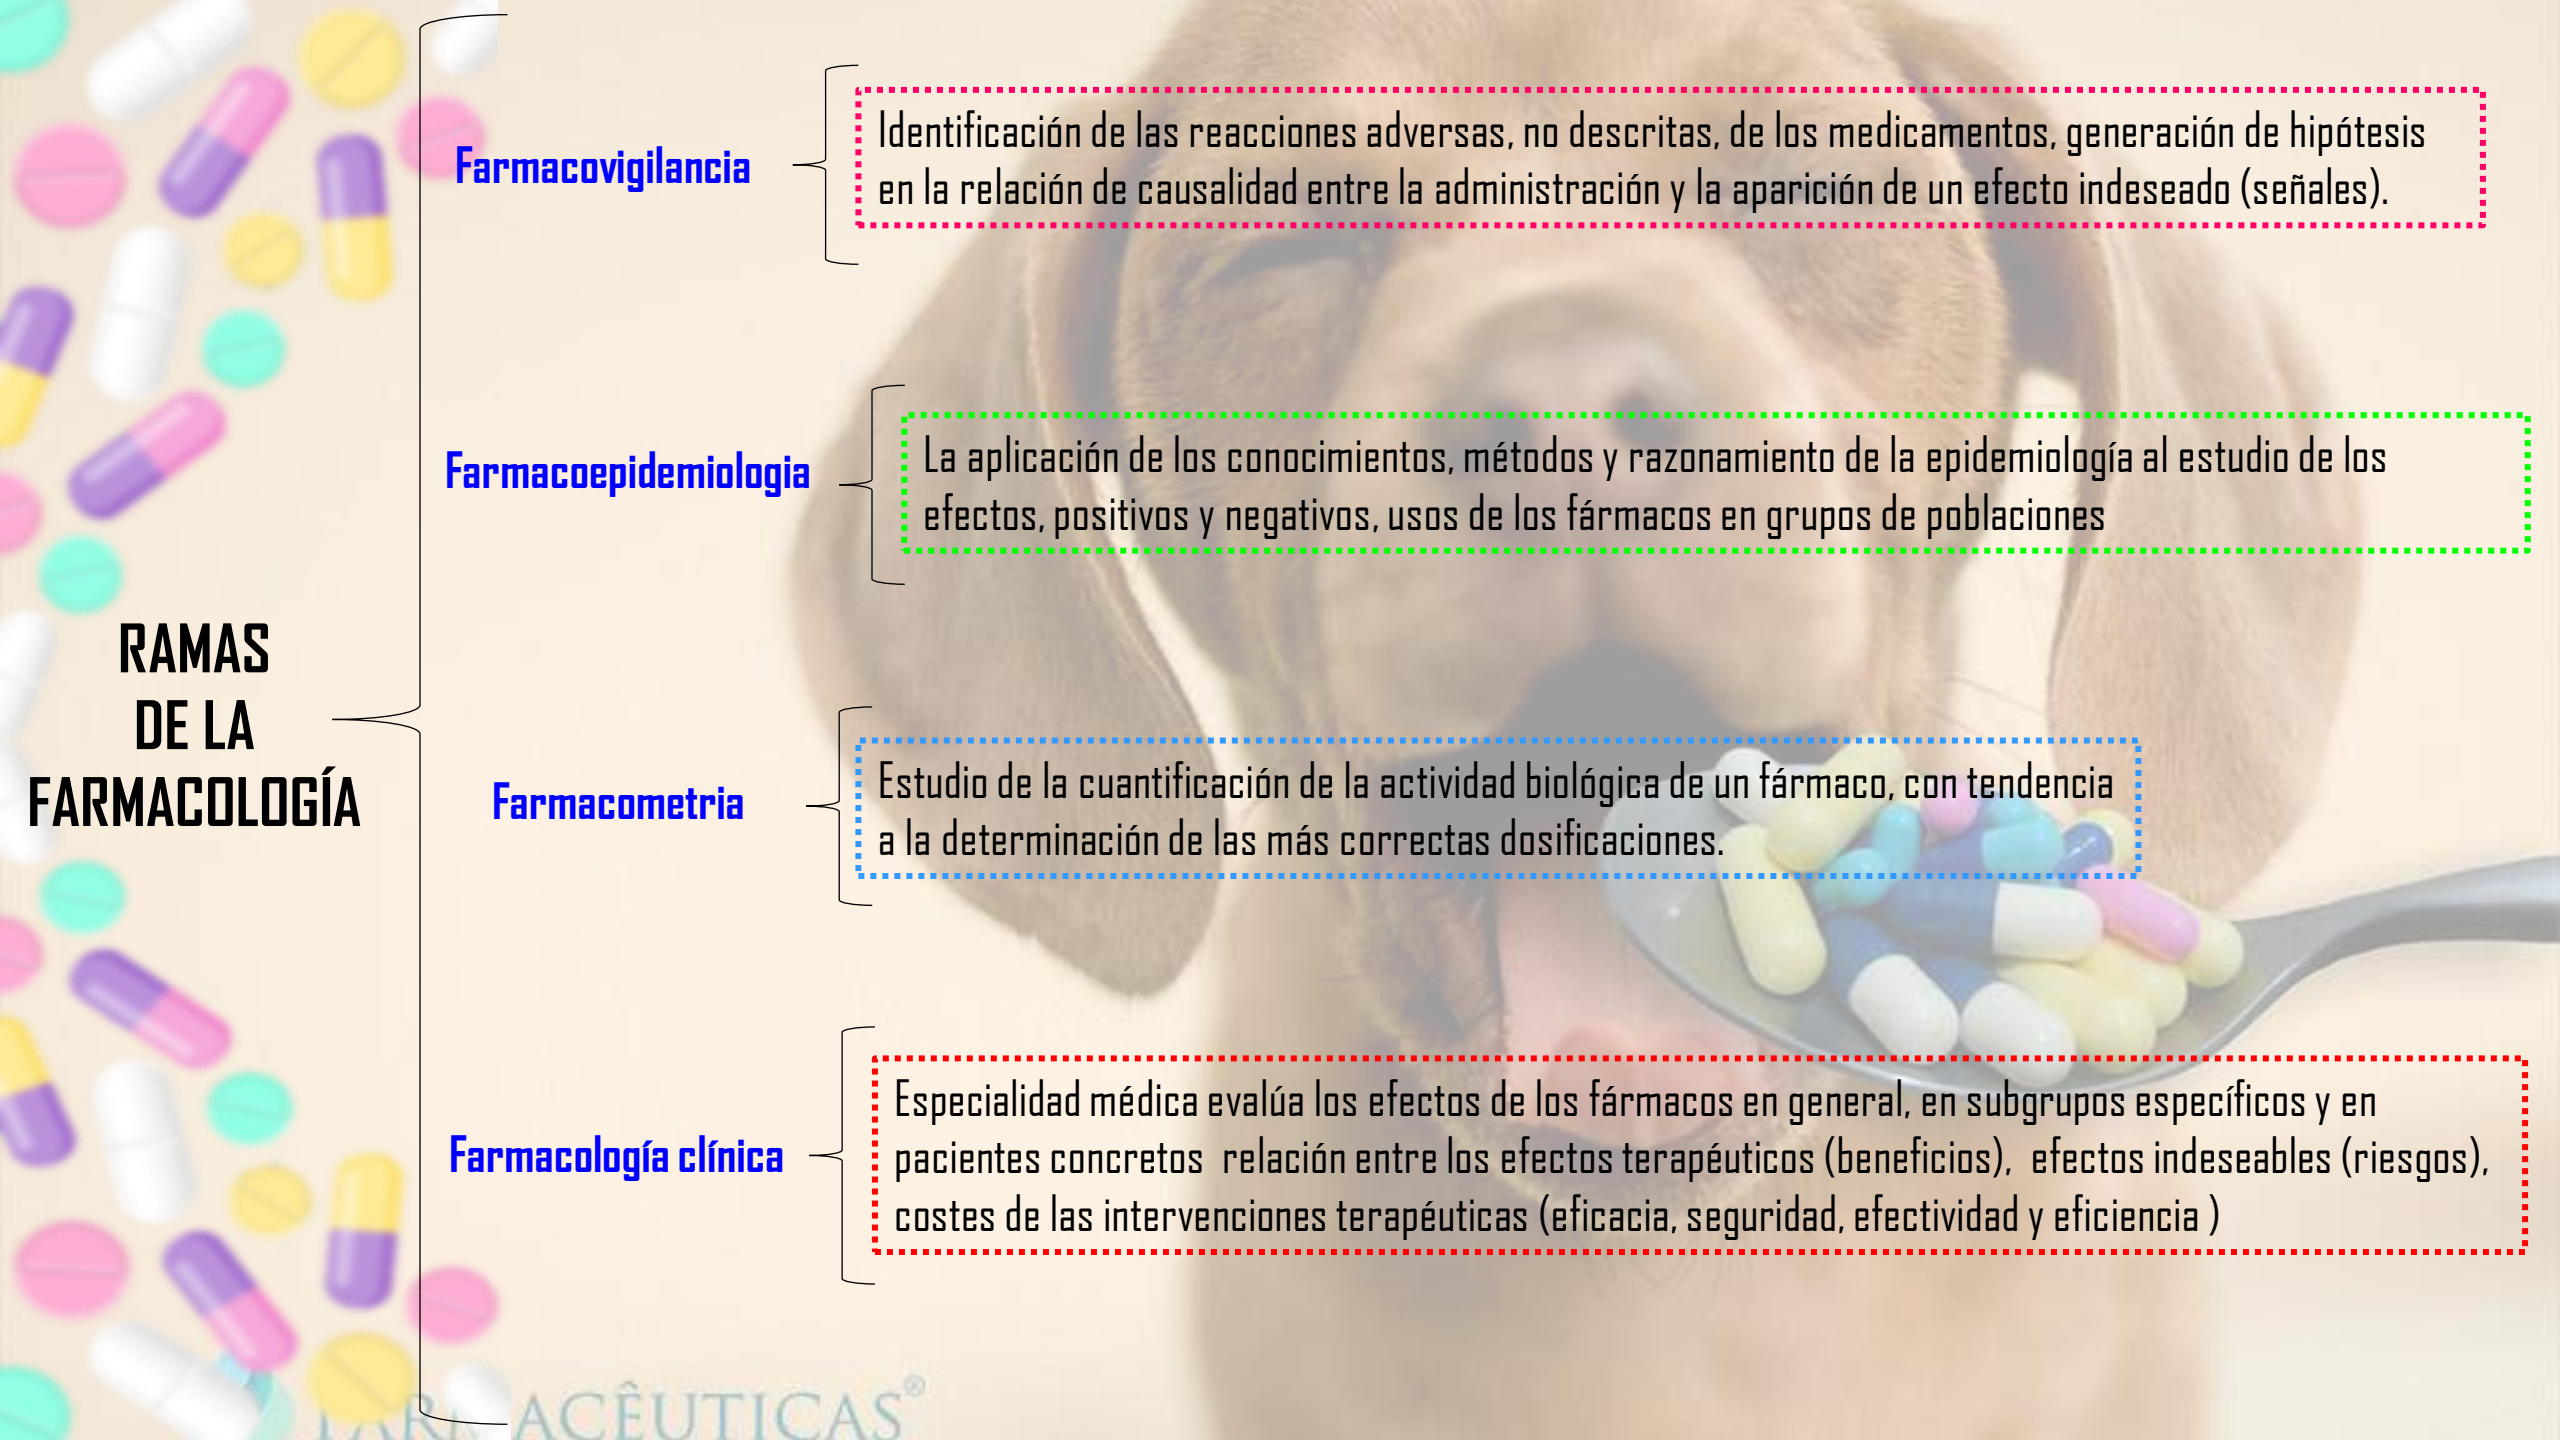 RAMAS
DE LA
FARMACOLOGÍA
Farmacovigilancia
Identificación de las reacciones adversas, no descritas, de los medicamentos, generación de hipótesis
en la relación de causalidad entre la administración y la aparición de un efecto indeseado (señales).
Farmacoepidemiologia
La aplicación de los conocimientos, métodos y razonamiento de la epidemiología al estudio de los
efectos, positivos y negativos, usos de los fármacos en grupos de poblaciones
Farmacometria
Estudio de la cuantificación de la actividad biológica de un fármaco, con tendencia
a la determinación de las más correctas dosificaciones.
Farmacología clínica
Especialidad médica evalúa los efectos de los fármacos en general, en subgrupos específicos y en
pacientes concretos  relación entre los efectos terapéuticos (beneficios),  efectos indeseables (riesgos),
costes de las intervenciones terapéuticas (eficacia, seguridad, efectividad y eficiencia )